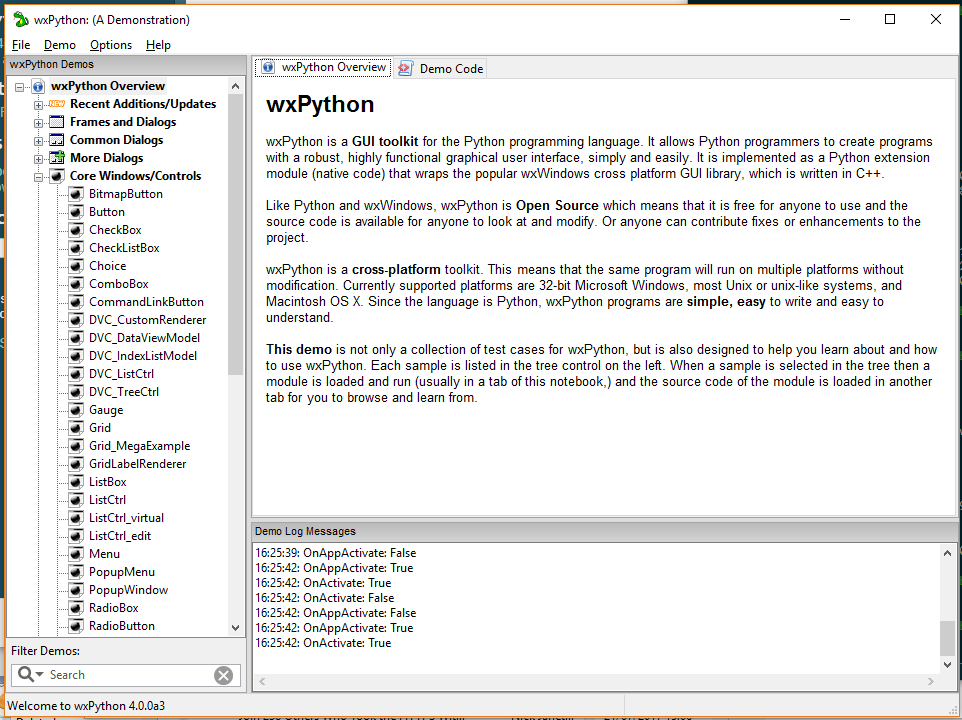 wxPython: (A Demonstration)
File Demo Options Help
wxPython Demos
wxPython Overview
Recent Additions/Updates
Frames and Dialogs
Common Dialogs
More Dialogs
Core Windows/Controls
BitmapButton
Button
CheckBox
CheckListBox
Choice
ComboBox
CommandLinkButton
DVC_CustomRenderer
DVC_DataViewModel
DVC_IndexListModel
DVC_ListCtrl
DVC_TreeCtrl
Gauge
Grid
Grid_MegaExample
GridLabelRenderer
ListBox
ListCtrl
ListCtrl_virtual
ListCtrl_edit
Menu
PopupMenu
PopupWindow
RadioBox
RadioButton
Filter Demos:
Search
wxPython Overview Demo Code
wxPython
wxPython is a GUI toolkit for the Python programming language. It allows Python programmers to create programs
with a robust, highly functional graphical user interface, simply and easily. It is implemented as a Python extension
module (native code) that wraps the popular wxWindows cross platform GUI library, which is written in C++.
Like Python and wxWindows, wxPython is Open Source which means that it is free for anyone to use and the
source code is available for anyone to look at and modify. Or anyone can contribute fixes or enhancements to the
project.
wxPython is a cross-platform toolkit. This means that the same program will run on multiple platforms without
modification. Currently supported platforms are 32-bit Microsoft Windows, most Unix or unix-like systems, and
Macintosh OS X. Since the language is Python, wxPython programs are simple, easy to write and easy to
understand.
This demo is not only a collection of test cases for wxPython, but is also designed to help you learn about and how
to use wxPython. Each sample is listed in the tree control on the left. When a sample is selected in the tree then a
module is loaded and run (usually in a tab of this notebook,) and the source code of the module is loaded in another
tab for you to browse and learn from.
Demo Log Messages
16:25:39: OnAppActivate: False
16:25:42: OnAppActivate: True
16:25:42: OnActivate: True
16:25:42: OnActivate: False
16:25:42: OnAppActivate: False
16:25:42: OnAppActivate: True
16:25:42: OnActivate: True
Welcome to wxPython 4.0.0a3